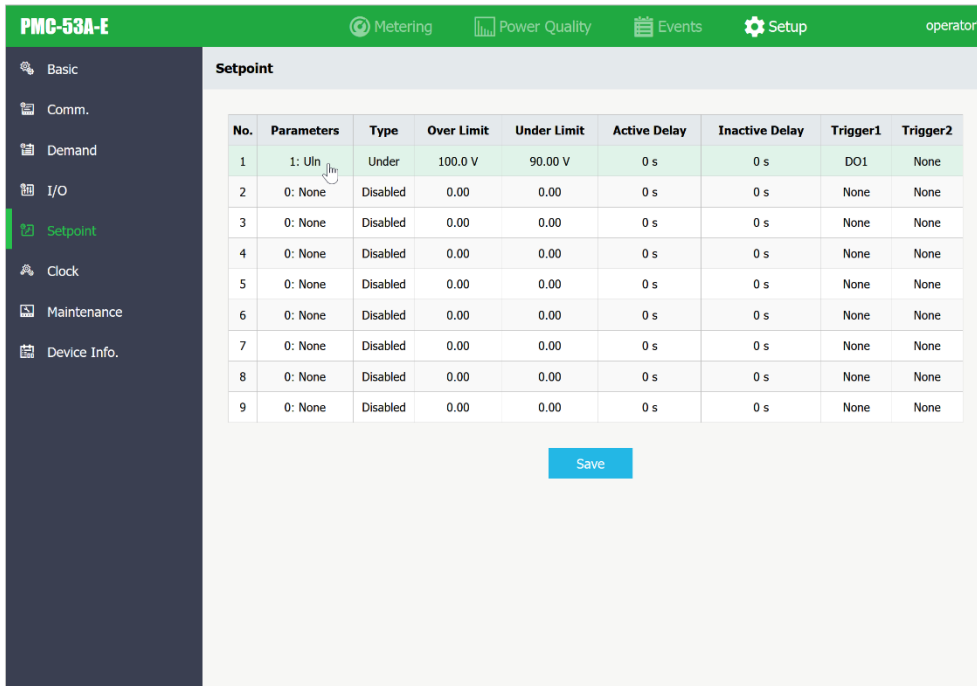 PMC-53A-E Metering Power Quality Events Setup operator
Basic
Comm.
Demand
I/O
Setpoint
Clock
Maintenance
Device Info.
Setpoint
No. Parameters Type Over Limit Under Limit Active Delay Inactive Delay Trigger1 Trigger2
1 1: Uln Under 100.0 V 90.00 V 0 s 0 s DO1 None
2 0: None Disabled 0.00 0.00 0 s 0 s None None
3 0: None Disabled 0.00 0.00 0 s 0 s None None
4 0: None Disabled 0.00 0.00 0 s 0 s None None
5 0: None Disabled 0.00 0.00 0 s 0 s None None
6 0: None Disabled 0.00 0.00 0 s 0 s None None
7 0: None Disabled 0.00 0.00 0 s 0 s None None
8 0: None Disabled 0.00 0.00 0 s 0 s None None
9 0: None Disabled 0.00 0.00 0 s 0 s None None
Save